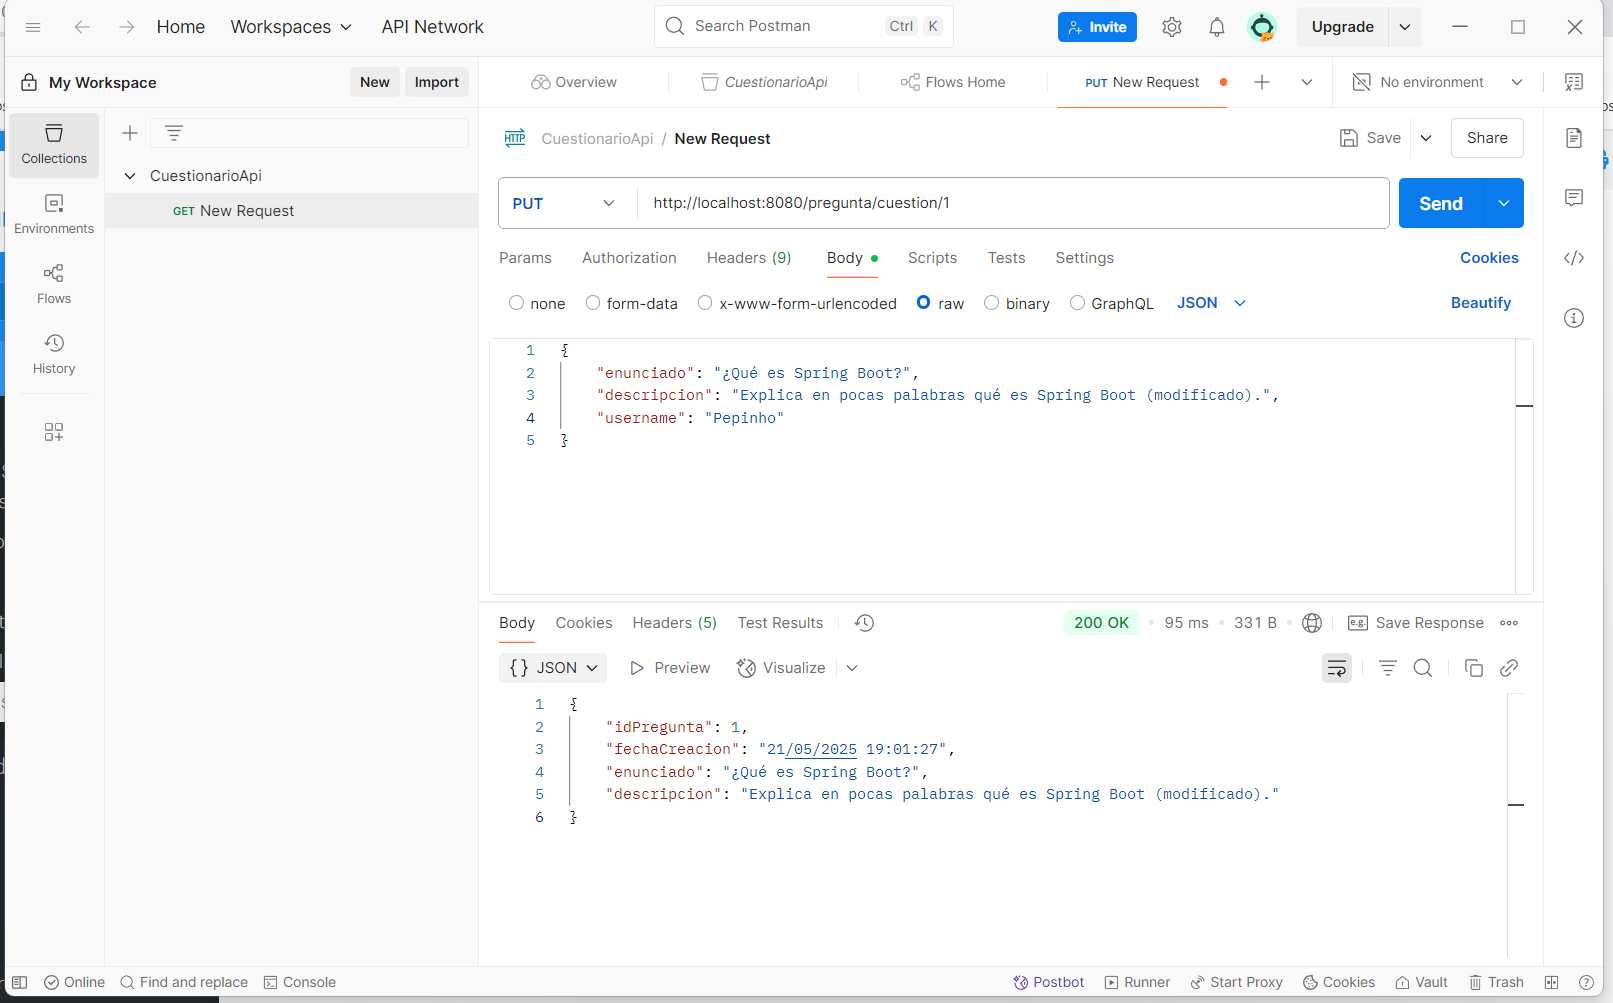 Home Workspaces API Network Search Postman Ctrl K Invite Upgrade
My Workspace New Import Overview CuestionarioApi Flows Home PUT New Request No environment
Collections
Environments
Flows
History
CuestionarioApi
GET New Request
HTTP CuestionarioApi / New Request Save Share
PUT http://localhost:8080/pregunta/cuestion/1 Send
Params Authorization Headers (9) Body Scripts Tests Settings Cookies
none form-data x-www-form-urlencoded raw binary GraphQL JSON Beautify
1 {
2 "enunciado": "¿Qué es Spring Boot?",
3 "descripcion": "Explica en pocas palabras qué es Spring Boot (modificado).",
4 "username": "Pepinho"
5 }
Body Cookies Headers (5) Test Results 200 OK 95 ms 331 B e.g. Save Response
{} JSON Preview Visualize
1 {
2 "idPregunta": 1,
3 "fechaCreacion": "21/05/2025 19:01:27",
4 "enunciado": "¿Qué es Spring Boot?",
5 "descripcion": "Explica en pocas palabras qué es Spring Boot (modificado)."
6 }
Online Find and replace Console Postbot Runner Start Proxy Cookies Vault Trash